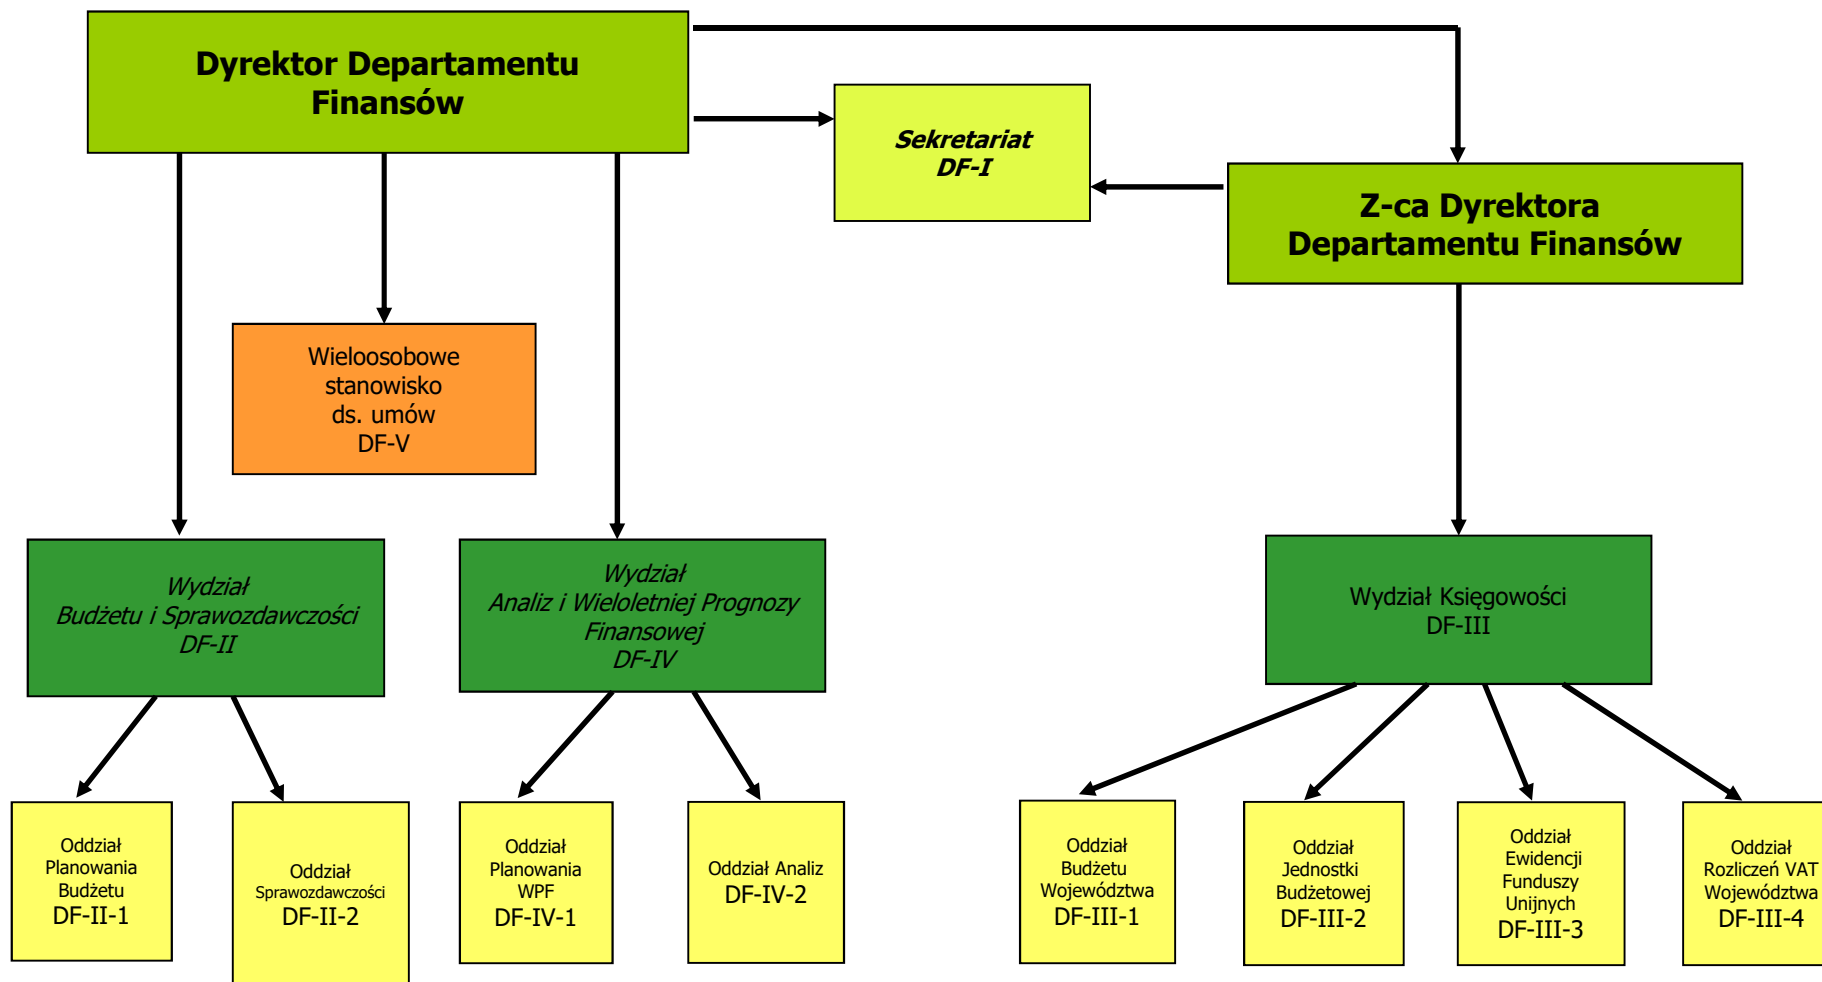 Dyrektor Departamentu
Finansów
Sekretariat
DF-I
Z-ca Dyrektora
Departamentu Finansów
Wieloosobowe
stanowisko
ds. umów
DF-V
Wydział
Budżetu i Sprawozdawczości
DF-II
Wydział
Analiz i Wieloletniej Prognozy
Finansowej
DF-IV
Wydział Księgowości
DF-III
Oddział
Planowania
Budżetu
DF-II-1
Oddział
Sprawozdawczości
DF-II-2
Oddział
Planowania
WPF
DF-IV-1
Oddział Analiz
DF-IV-2
Oddział
Budżetu
Województwa
DF-III-1
Oddział
Jednostki
Budżetowej
DF-III-2
Oddział
Ewidencji
Funduszy
Unijnych
DF-III-3
Oddział
Rozliczeń VAT
Województwa
DF-III-4